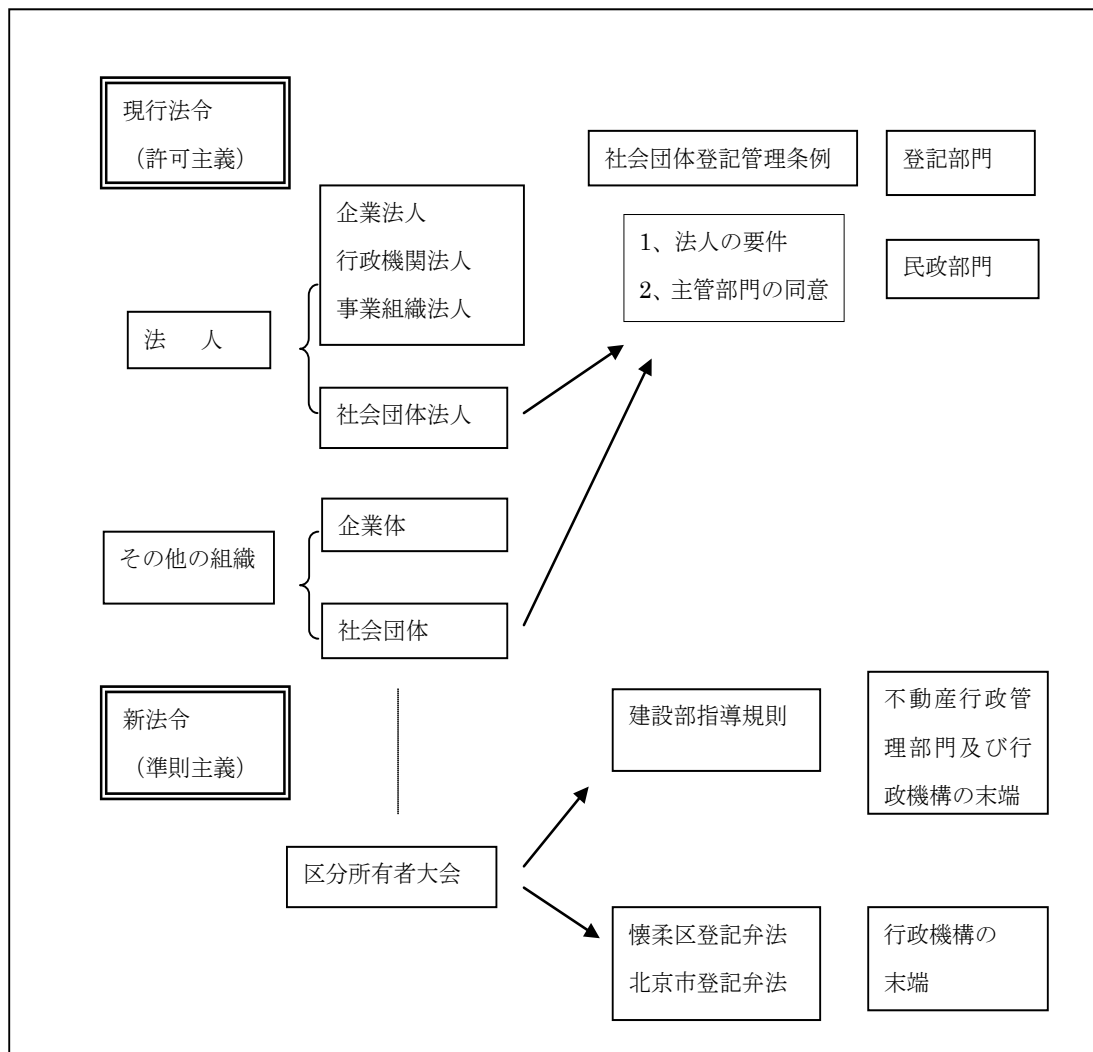 現行法令
（許可主義）
社会団体登記管理条例
登記部門
企業法人
行政機関法人
事業組織法人
1、法人の要件
2、主管部門の同意
民政部門
法　人
社会団体法人
その他の組織
企業体
社会団体
新法令
（準則主義）
建設部指導規則
不動産行政管
理部門及び行
政機構の末端
区分所有者大会
懐柔区登記弁法
北京市登記弁法
行政機構の
末端